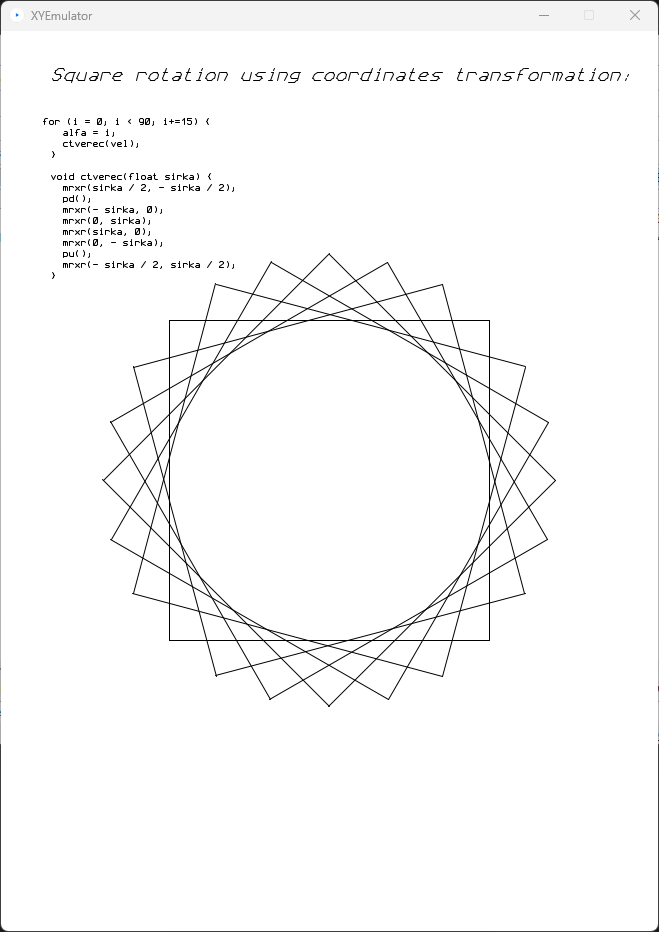 XYEmulator
Square rotation using coordinates transformation:
for (i = 0; i < 90; i+=15) {
alfa = i;
ctverec(vel);
}
void ctverec(float sirka) {
mrxr(sirka / 2, - sirka / 2);
pd();
mrxr(- sirka, 0);
mrxr(0, sirka);
mrxr(sirka, 0);
mrxr(0, - sirka);
pu();
mrxr(- sirka / 2, sirka / 2);
}